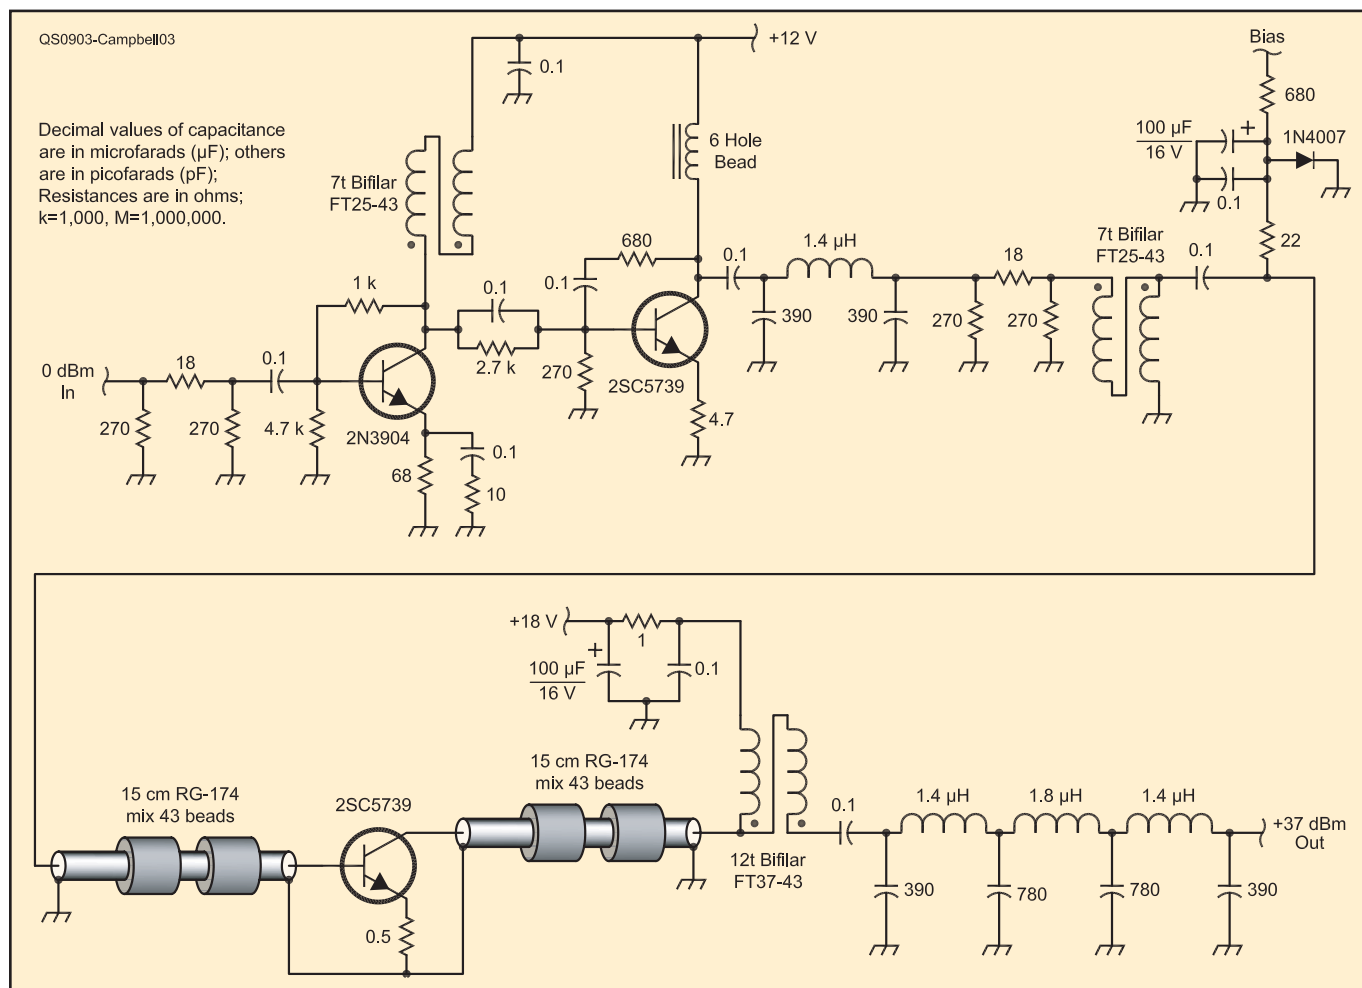 QS0903-Campbell03
Decimal values of capacitance
are in microfarads (µF); others
are in picofarads (pF);
Resistances are in ohms;
k=1,000, M=1,000,000.
+12 V
0.1
7t Bifilar
FT25-43
6 Hole
Bead
Bias
680
100 µF
16 V
+
1N4007
0.1
22
7t Bifilar
FT25-43
0.1
680
0.1
0.1
1.4 µH
18
390
390
270
270
1 k
0.1
2.7 k
270
2SC5739
4.7
0 dBm
In
18
0.1
270
270
4.7 k
2N3904
68
0.1
10
+18 V
1
+
100 µF
16 V
0.1
15 cm RG-174
mix 43 beads
2SC5739
0.5
15 cm RG-174
mix 43 beads
12t Bifilar
FT37-43
0.1
1.4 µH
1.8 µH
1.4 µH
+37 dBm
Out
390
780
780
390